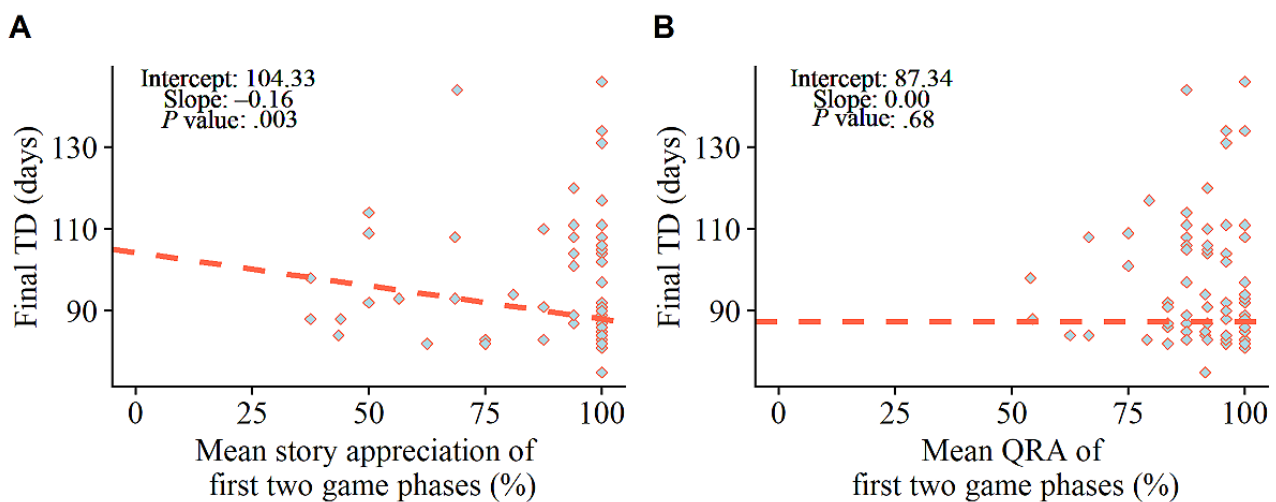 A
Intercept: 104.33
Slope: –0.16
P value: .003
Final TD (days)
130
110
90
0 25 50 75 100
Mean story appreciation of
first two game phases (%)
B
Intercept: 87.34
Slope: 0.00
P value: .68
Final TD (days)
130
110
90
0 25 50 75 100
Mean QRA of
first two game phases (%)